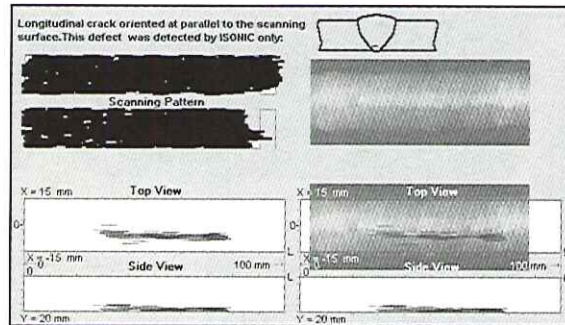 Longitudinal crack oriented at parallel to the scanning
surface.This defect was detected by ISONIC only:
Scanning Pattern
X = 15 mm Top View
0-
L
X = -15 mm
0 Side View 100 mm
Y = 20 mm
X = 15 mm Top View
0-
L
X = -15 mm
0 Side View 100 mm
Y = 20 mm